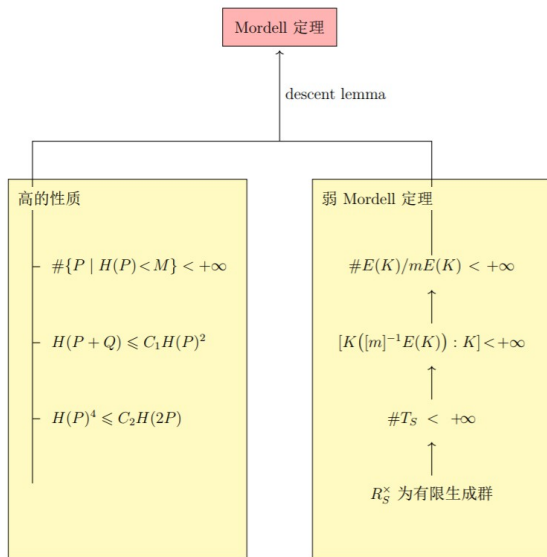 Mordell 定理
descent lemma
高的性质
#{P | H(P)<M} < +∞
H(P + Q) ⩽ C₁H(P)²
H(P)⁴ ⩽ C₂H(2P)
弱 Mordell 定理
#E(K)/mE(K) < +∞
[K([m]⁻¹E(K)) : K] <+∞
#T_S < +∞
R_S^× 为有限生成群